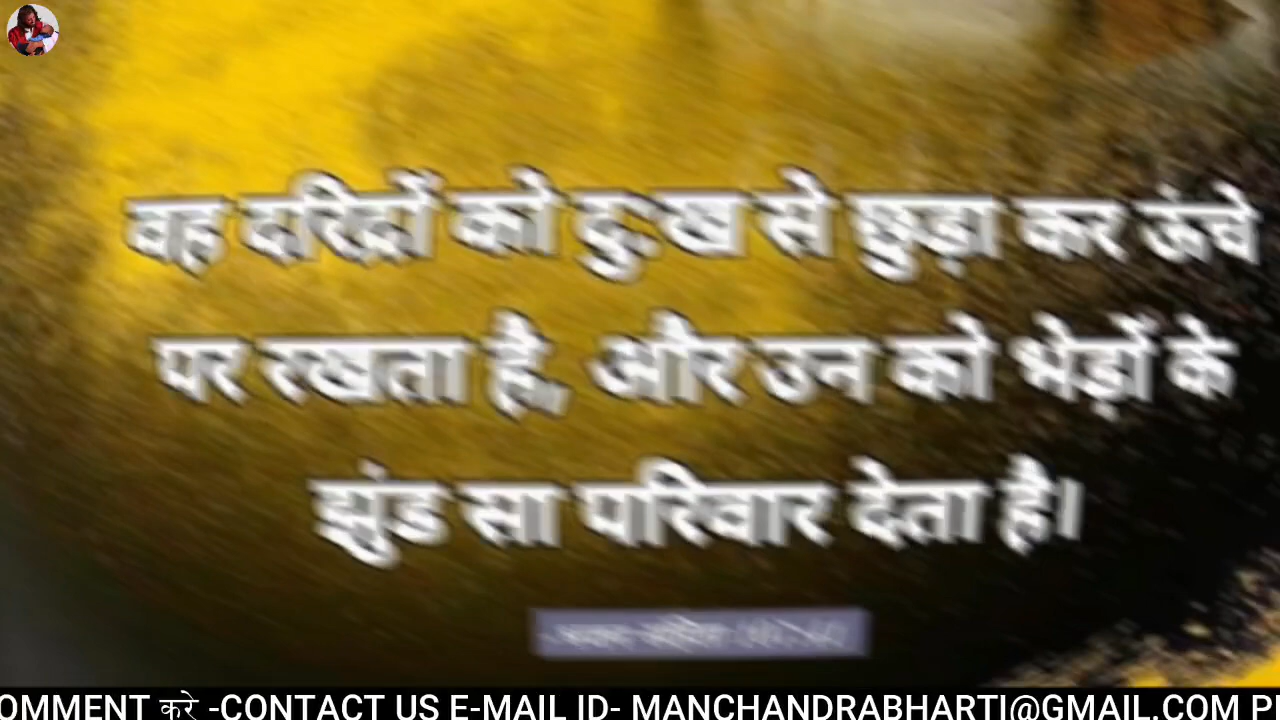 वह दरिद्रों को दु:ख से छुड़ा कर ऊंचे
पर रखता है, और उन को भेड़ों के
झुंड सा परिवार देता है।
OMMENT करे -CONTACT US E-MAIL ID- MANCHANDRABHARTI@GMAIL.COM P